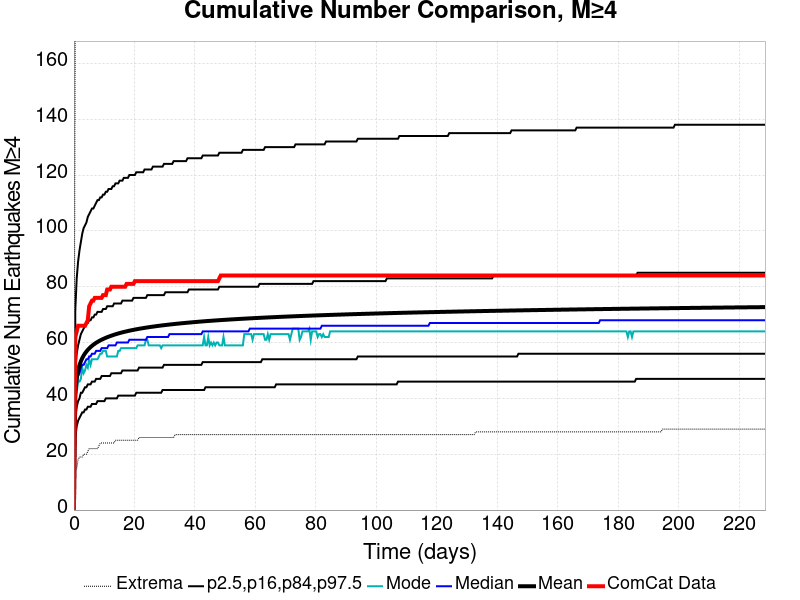 Cumulative Number Comparison, M≥4
Cumulative Num Earthquakes M≥4
160
140
120
100
80
60
40
20
0
0 20 40 60 80 100 120 140 160 180 200 220
Time (days)
Extrema p2.5,p16,p84,p97.5 Mode Median Mean ComCat Data